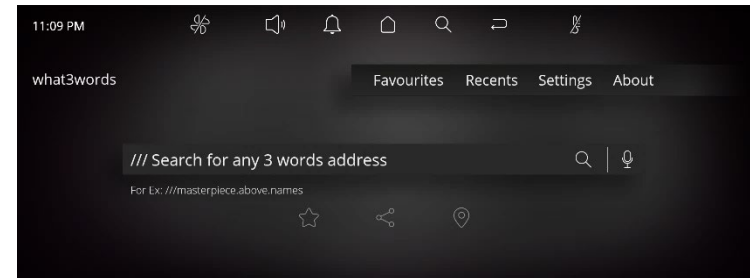 11:09 PM
what3words
Favourites Recents Settings About
/// Search for any 3 words address
For Ex: ///masterpiece.above.names